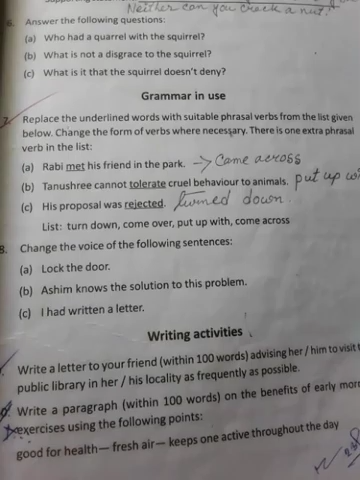 Neither can you crack a nut."
6. Answer the following questions:
(a) Who had a quarrel with the squirrel?
(b) What is not a disgrace to the squirrel?
(c) What is it that the squirrel doesn't deny?
Grammar in use
7. Replace the underlined words with suitable phrasal verbs from the list given
below. Change the form of verbs where necessary. There is one extra phrasal
verb in the list:
(a) Rabi met his friend in the park. → Came across
(b) Tanushree cannot tolerate cruel behaviour to animals. put up wi
(c) His proposal was rejected. turned down.
List: turn down, come over, put up with, come across
8. Change the voice of the following sentences:
(a) Lock the door.
(b) Ashim knows the solution to this problem.
(c) I had written a letter.
Writing activities
Write a letter to your friend (within 100 words) advising her / him to visit t
public library in her / his locality as frequently as possible.
Write a paragraph (within 100 words) on the benefits of early morn
exercises using the following points:
good for health— fresh air— keeps one active throughout the day